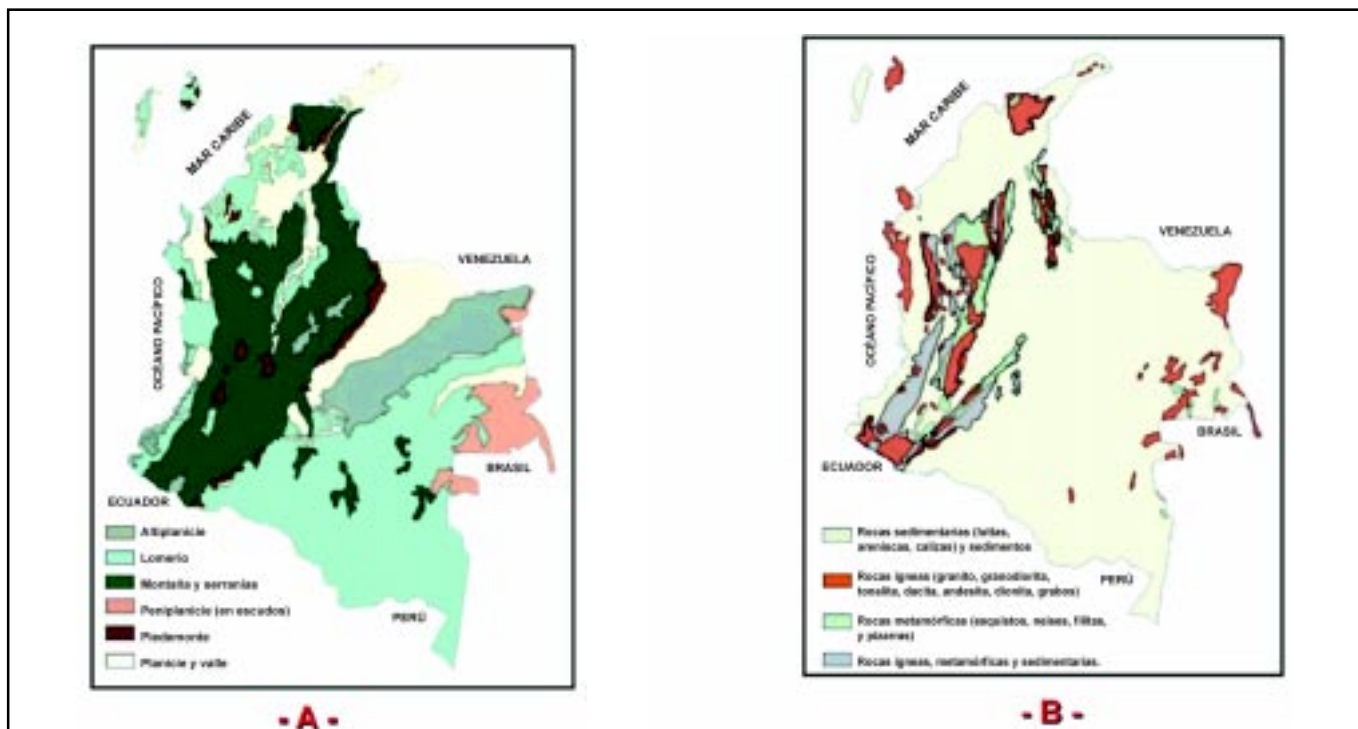 MAR CARIBE
VENEZUELA
OCÉANO PACÍFICO
BRASIL
ECUADOR
PERÚ
Altiplanicie
Lomerío
Montaña y serranías
Peniplanicie (en escudos)
Piedemonte
Planicie y valle
- A -
MAR CARIBE
VENEZUELA
OCÉANO PACÍFICO
BRASIL
ECUADOR
PERÚ
Rocas sedimentarias (lutitas,
areniscas, calizas) y sedimentos
Rocas ígneas (granito, granodiorita,
tonalita, dacita, andesita, diorita, grabos)
Rocas metamórficas (esquistos, neises, filitas,
y pizarras)
Rocas ígneas, metamórficas y sedimentarias.
- B -